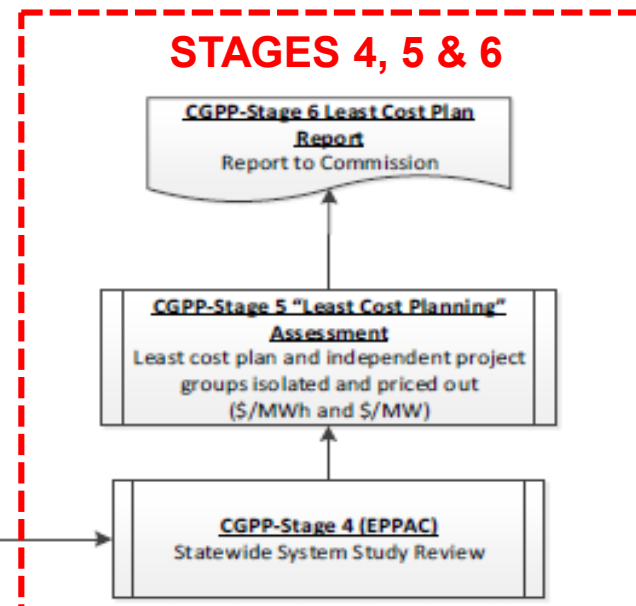 STAGES 4, 5 & 6
CGPP-Stage 6 Least Cost Plan
Report
Report to Commission
CGPP-Stage 5 “Least Cost Planning”
Assessment
Least cost plan and independent project
groups isolated and priced out
($/MWh and $/MW)
CGPP-Stage 4 (EPPAC)
Statewide System Study Review